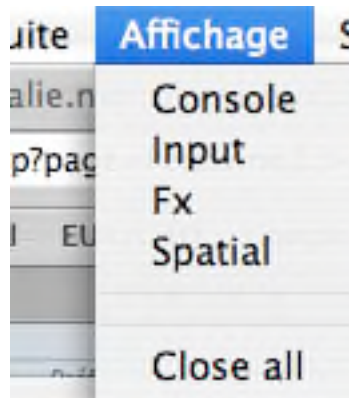 uite Affichage S
alie.n
Console
p?pag
Input
Fx
EU
Spatial
Close all